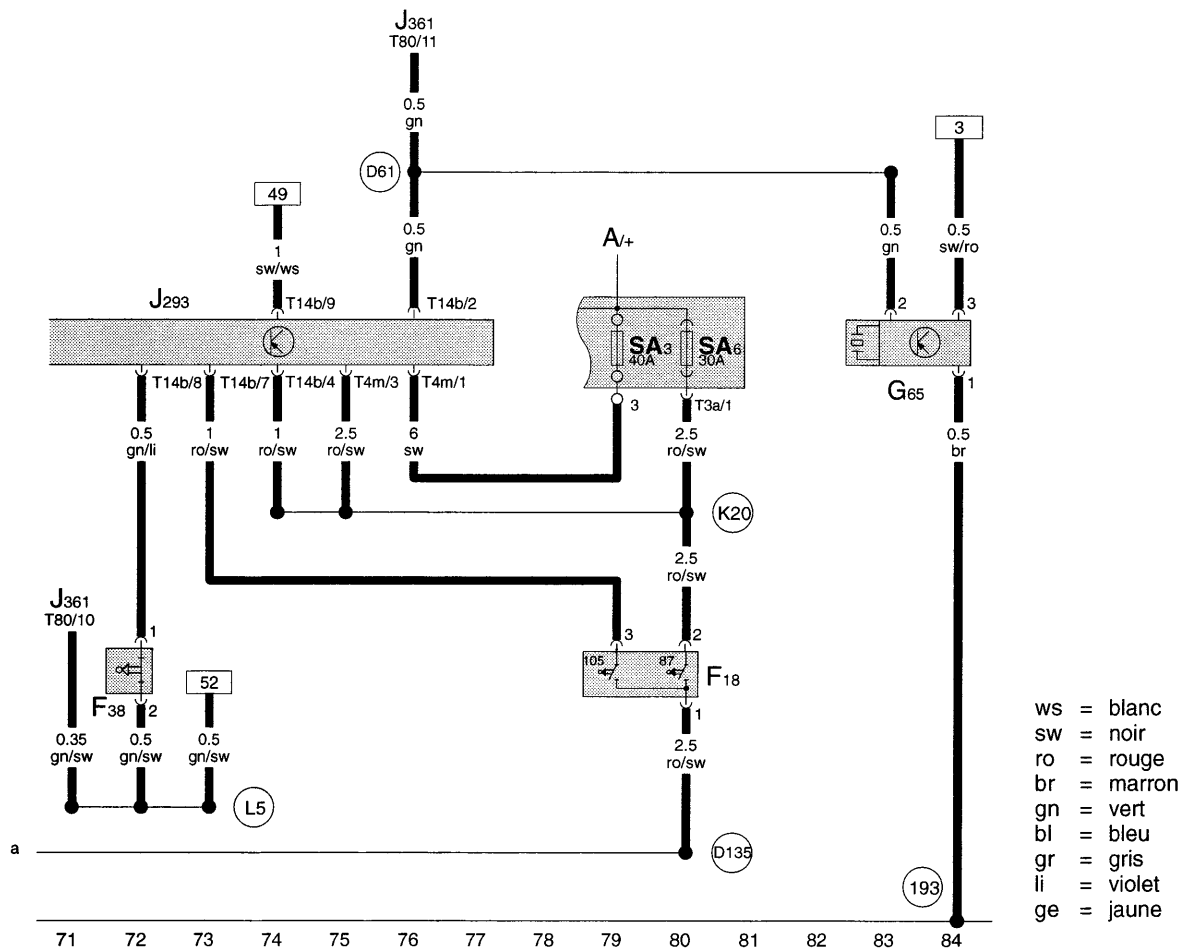 J361
T80/11
0.5
gn
3
D61
49
0.5
gn
A/+
0.5
gn
0.5
sw/ro
1
sw/ws
J293
T14b/9
T14b/2
2
3
SA3
40A
SA6
30A
T14b/8
T14b/7
T14b/4
T4m/3
T4m/1
3
T3a/1
G65
1
0.5
gn/li
1
ro/sw
1
ro/sw
2.5
ro/sw
6
sw
2.5
ro/sw
0.5
br
K20
2.5
ro/sw
J361
T80/10
1
3
2
105
87
F18
52
F38
2
1
0.35
gn/sw
0.5
gn/sw
0.5
gn/sw
2.5
ro/sw
L5
a
D135
193
71 72 73 74 75 76 77 78 79 80 81 82 83 84
ws = blanc
sw = noir
ro = rouge
br = marron
gn = vert
bl = bleu
gr = gris
li = violet
ge = jaune